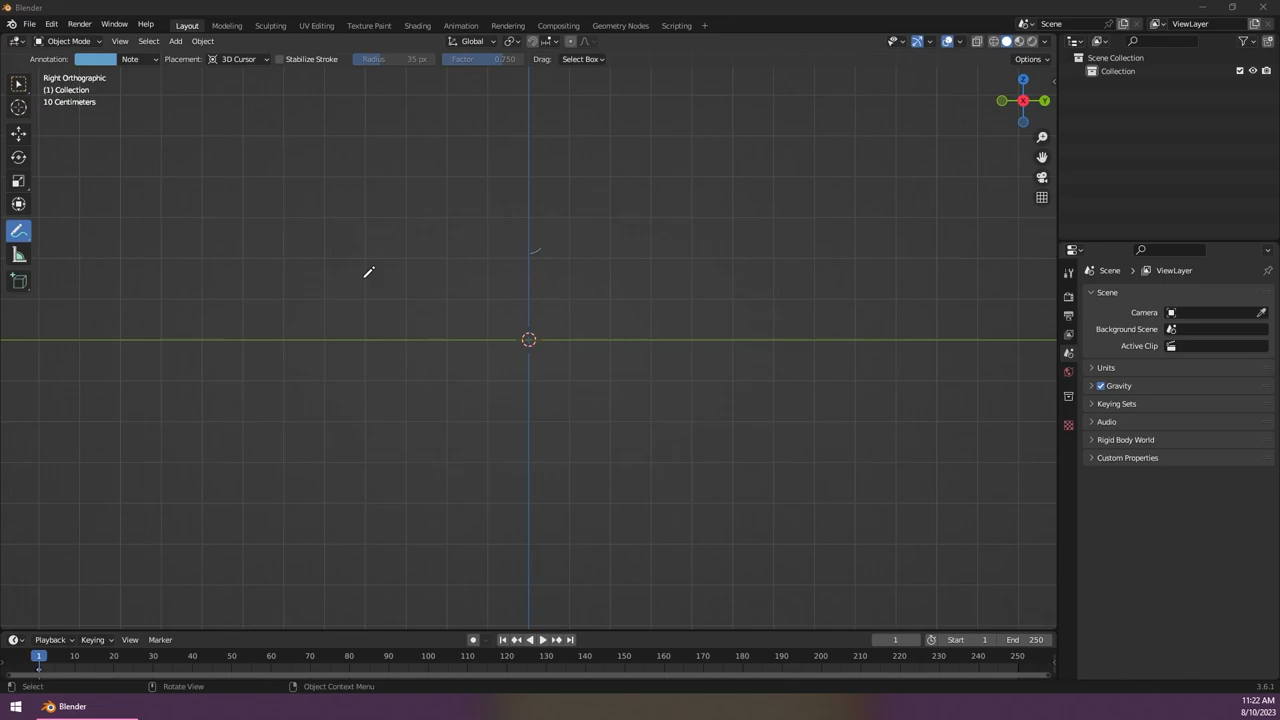 Blender
File Edit Render Window Help Layout Modeling Sculpting UV Editing Texture Paint Shading Animation Rendering Compositing Geometry Nodes Scripting + Scene ViewLayer
Object Mode View Select Add Object Global
Annotation: Note Placement: 3D Cursor Stabilize Stroke Radius 35 px Factor 0.750 Drag: Select Box Options
Right Orthographic
(1) Collection
10 Centimeters
Z
X
Y
Scene Collection
Collection
Scene ViewLayer
Scene
Camera
Background Scene
Active Clip
Units
Gravity
Keying Sets
Audio
Rigid Body World
Custom Properties
Playback Keying View Marker 1 Start 1 End 250
1 10 20 30 40 50 60 70 80 90 100 110 120 130 140 150 160 170 180 190 200 210 220 230 240 250
Select Rotate View Object Context Menu 3.6.1
Blender
11:22 AM
8/10/2023